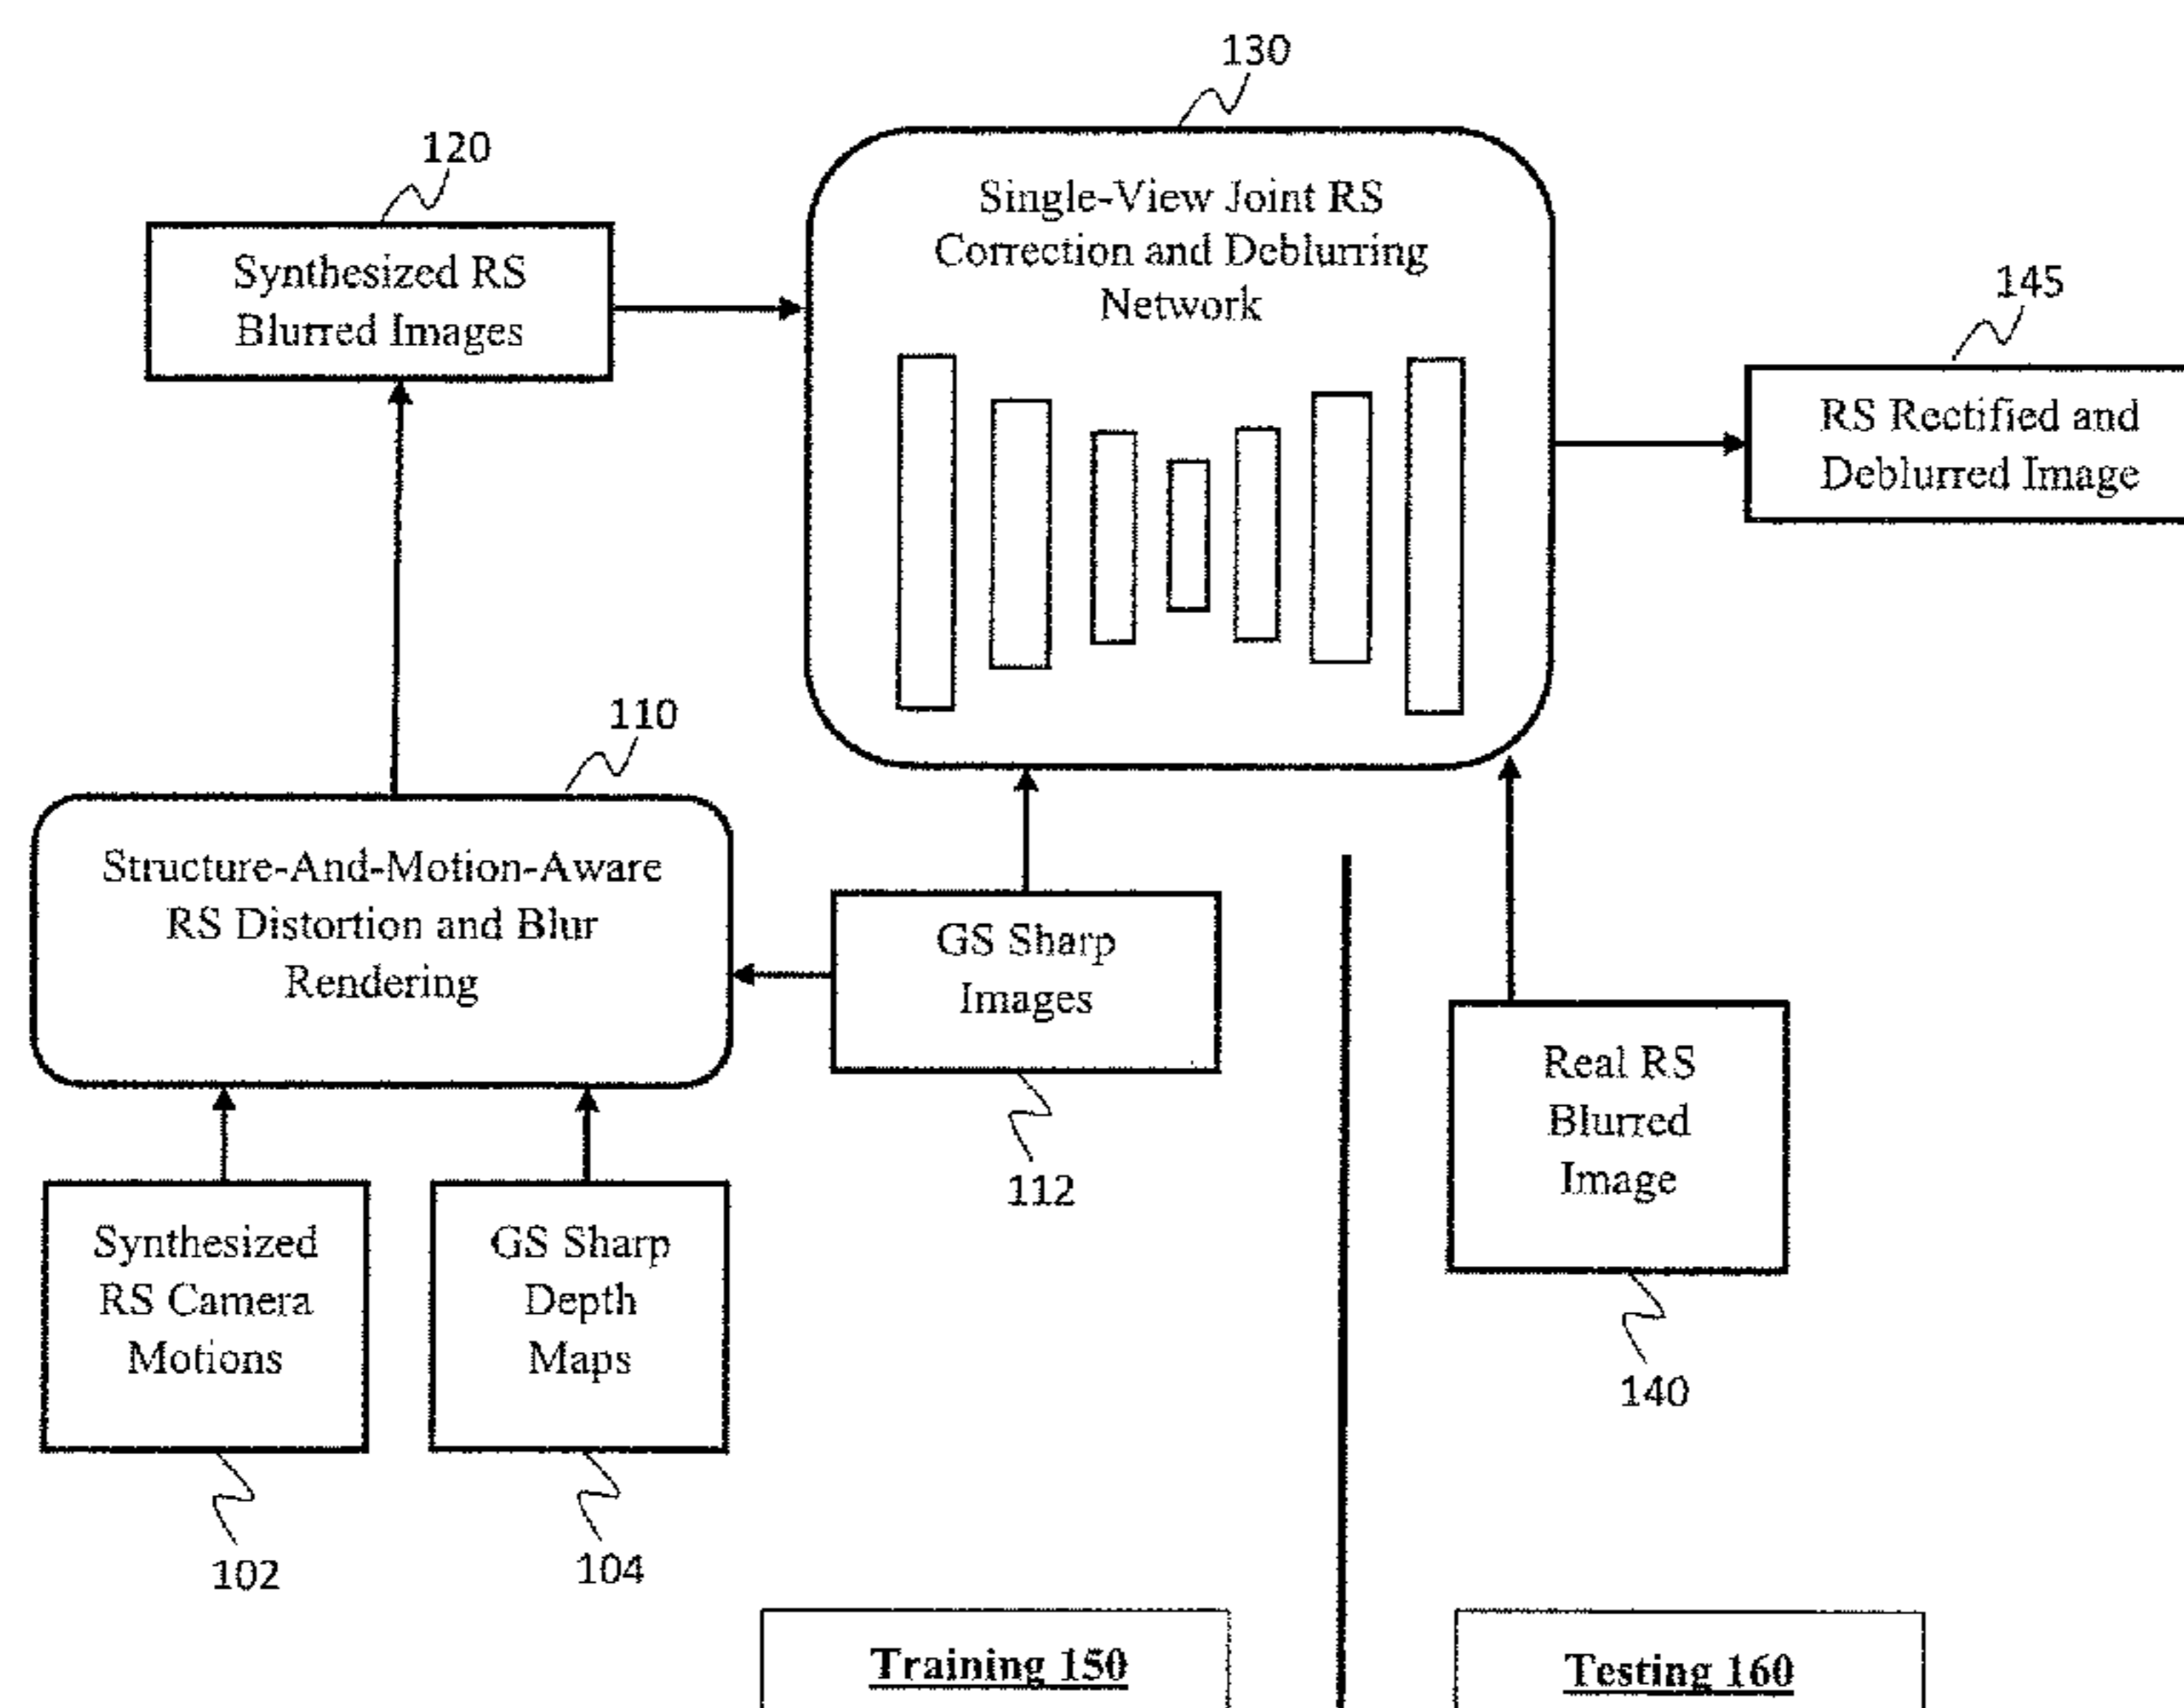 130
120
Single-View Joint RS
Correction and Deblurring
Network
Synthesized RS
Blurred Images
145
RS Rectified and
Deblurred Image
110
Structure-And-Motion-Aware
RS Distortion and Blur
Rendering
GS Sharp
Images
112
Real RS
Blurred
Image
140
Synthesized
RS Camera
Motions
102
GS Sharp
Depth
Maps
104
Training 150
Testing 160